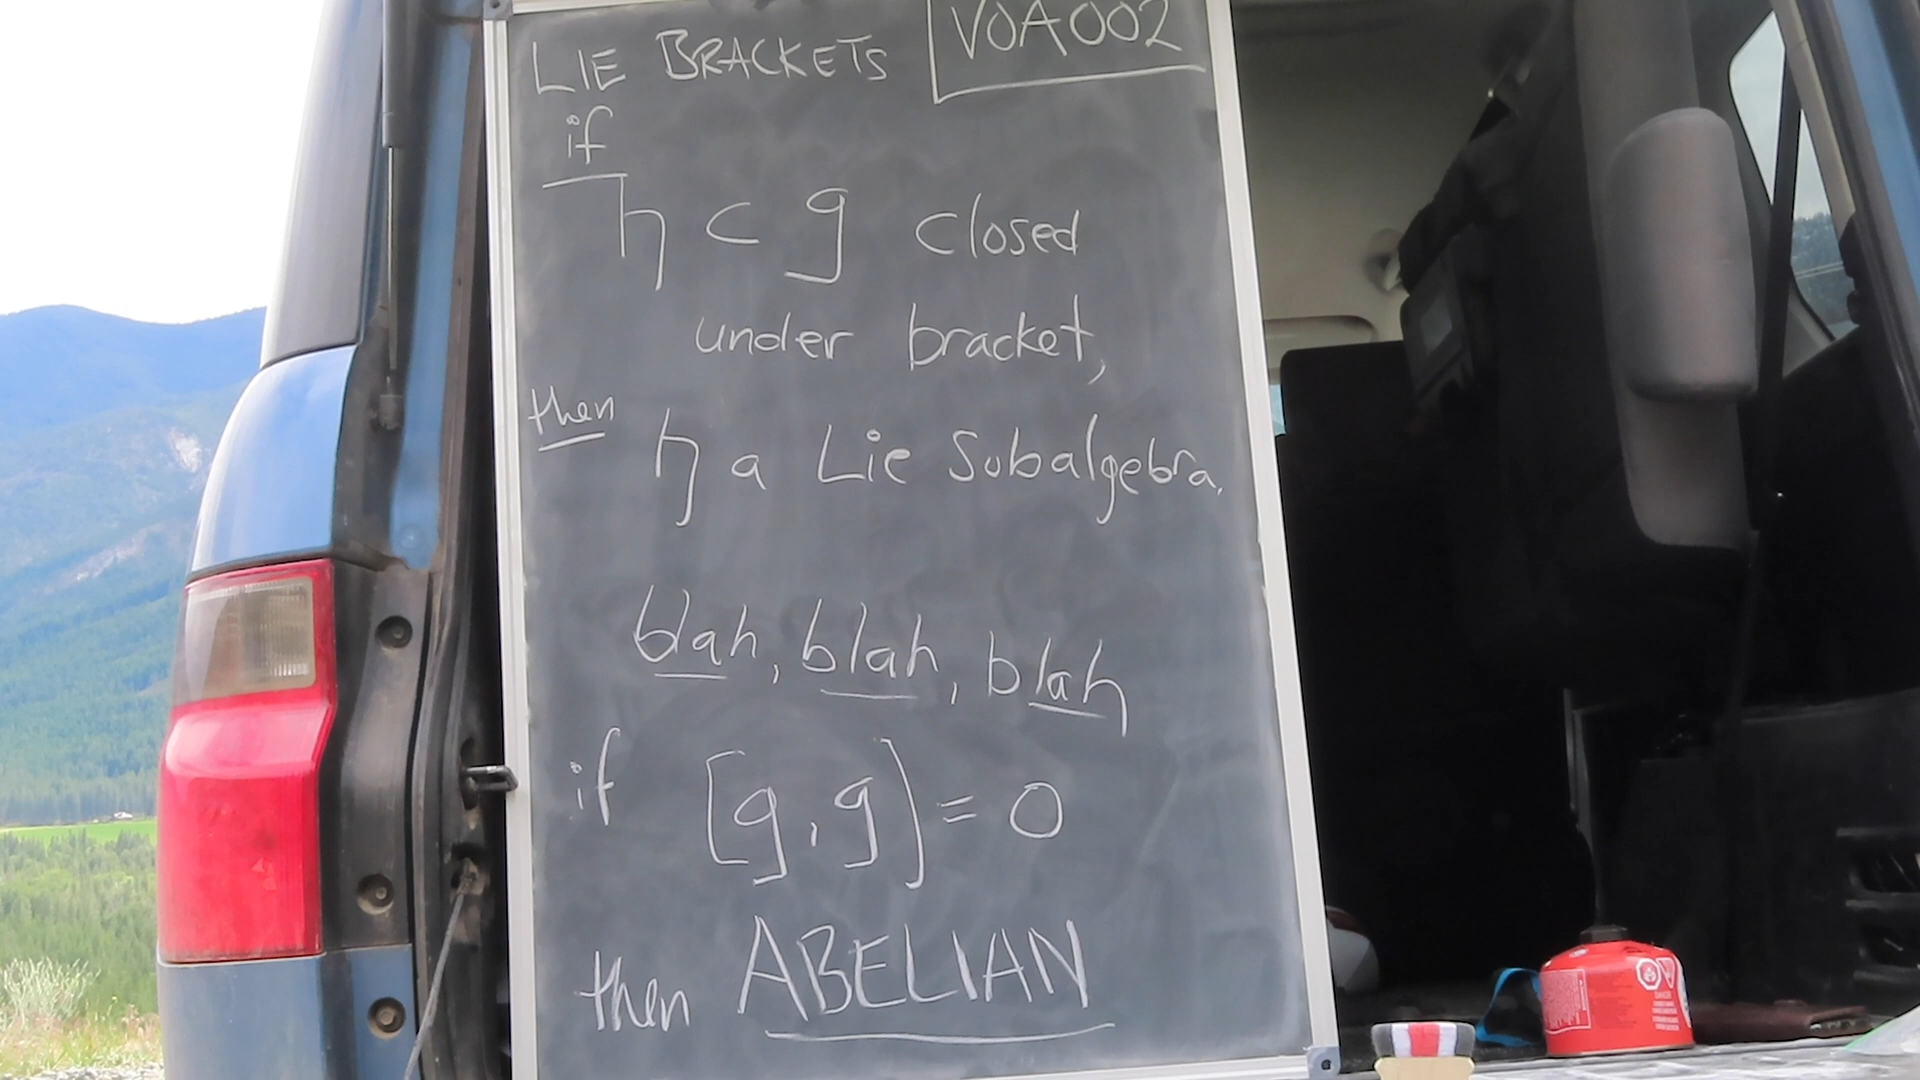 LIE BRACKETS VOA002
if
𝔥 ⊂ g closed
under bracket,
then 𝔥 a Lie Subalgebra.
blah, blah, blah
if [g,g] = 0
then ABELIAN